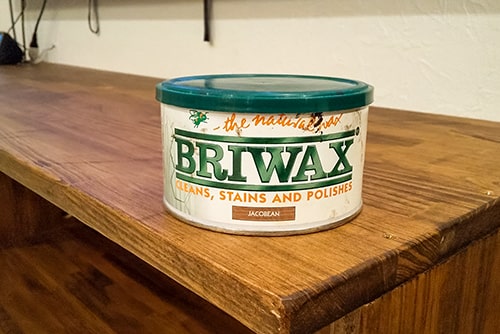 the natural wax
BRIWAX®
CLEANS, STAINS AND POLISHES
JACOBEAN